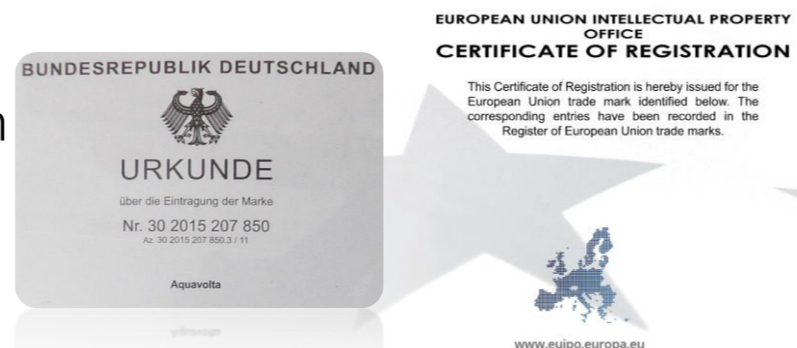 BUNDESREPUBLIK DEUTSCHLAND
URKUNDE
über die Eintragung der Marke
Nr. 30 2015 207 850
Az. 30 2015 207 850.3 / 11
Aquavolta
EUROPEAN UNION INTELLECTUAL PROPERTY
OFFICE
CERTIFICATE OF REGISTRATION
This Certificate of Registration is hereby issued for the
European Union trade mark identified below. The
corresponding entries have been recorded in the
Register of European Union trade marks.
www.euipo.europa.eu